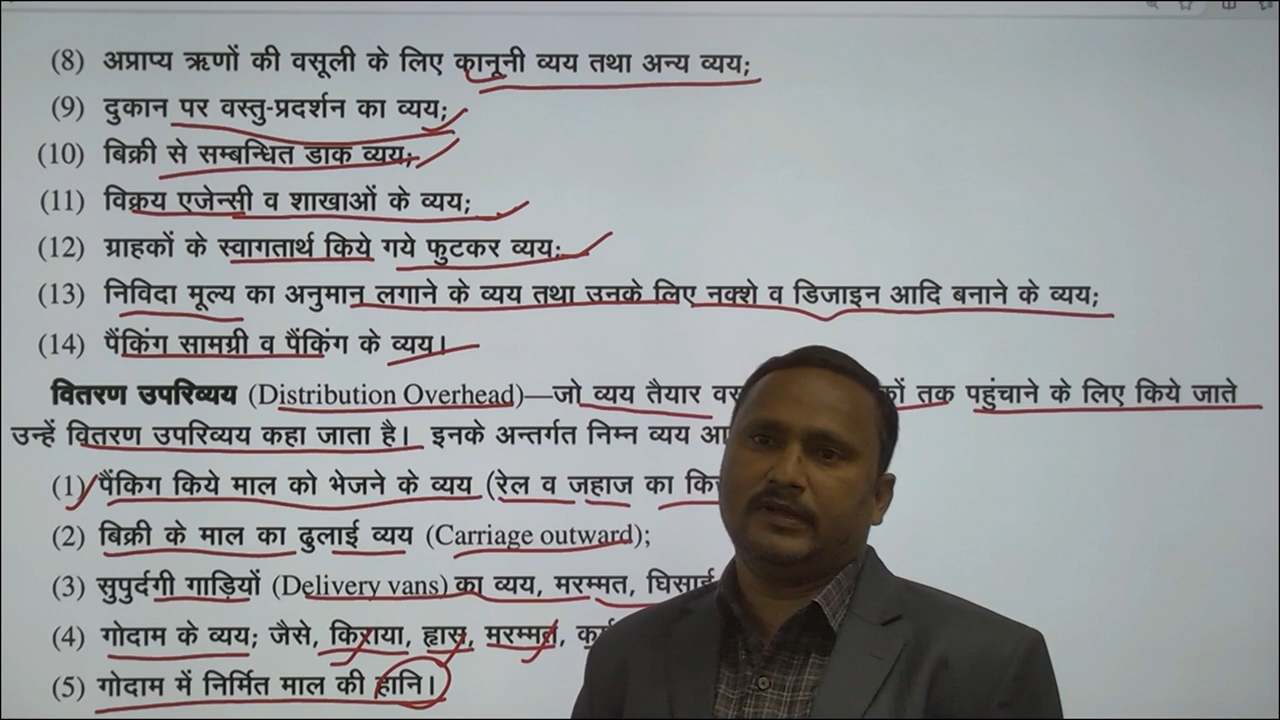 (8) अप्राप्य ऋणों की वसूली के लिए कानूनी व्यय तथा अन्य व्यय;
(9) दुकान पर वस्तु-प्रदर्शन का व्यय;
(10) बिक्री से सम्बन्धित डाक व्यय;
(11) विक्रय एजेन्सी व शाखाओं के व्यय;
(12) ग्राहकों के स्वागतार्थ किये गये फुटकर व्यय;
(13) निविदा मूल्य का अनुमान लगाने के व्यय तथा उनके लिए नक्शे व डिजाइन आदि बनाने के व्यय;
(14) पैंकिंग सामग्री व पैंकिंग के व्यय।
वितरण उपरिव्यय (Distribution Overhead)—जो व्यय तैयार तक पहुंचाने के लिए किये जाते
उन्हें वितरण उपरिव्यय कहा जाता है। इनके अन्तर्गत निम्न व्यय
(1) पैंकिंग किये माल को भेजने के व्यय (रेल व जहाज का
(2) बिक्री के माल का ढुलाई व्यय (Carriage outward);
(3) सुपुर्दगी गाड़ियों (Delivery vans) का व्यय, मरम्मत, घिसाई
(4) गोदाम के व्यय; जैसे, किराया, ह्रास, मरम्मत,
(5) गोदाम में निर्मित माल की हानि।